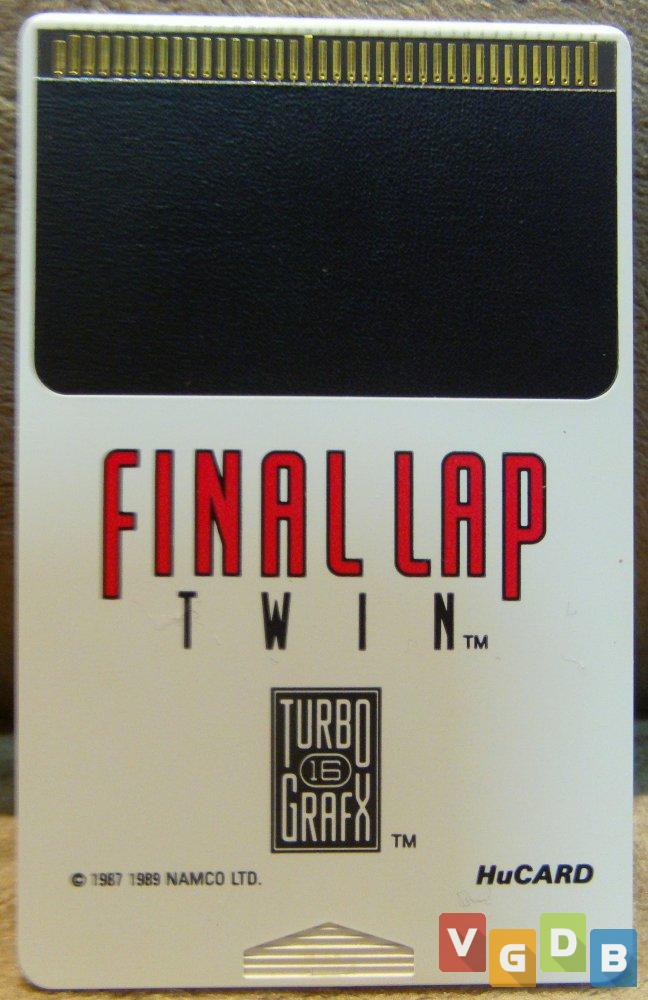 FINAL LAP
TWIN™
TURBO
16
GRAFX ™
© 1987 1989 NAMCO LTD.
HuCARD
VGDB